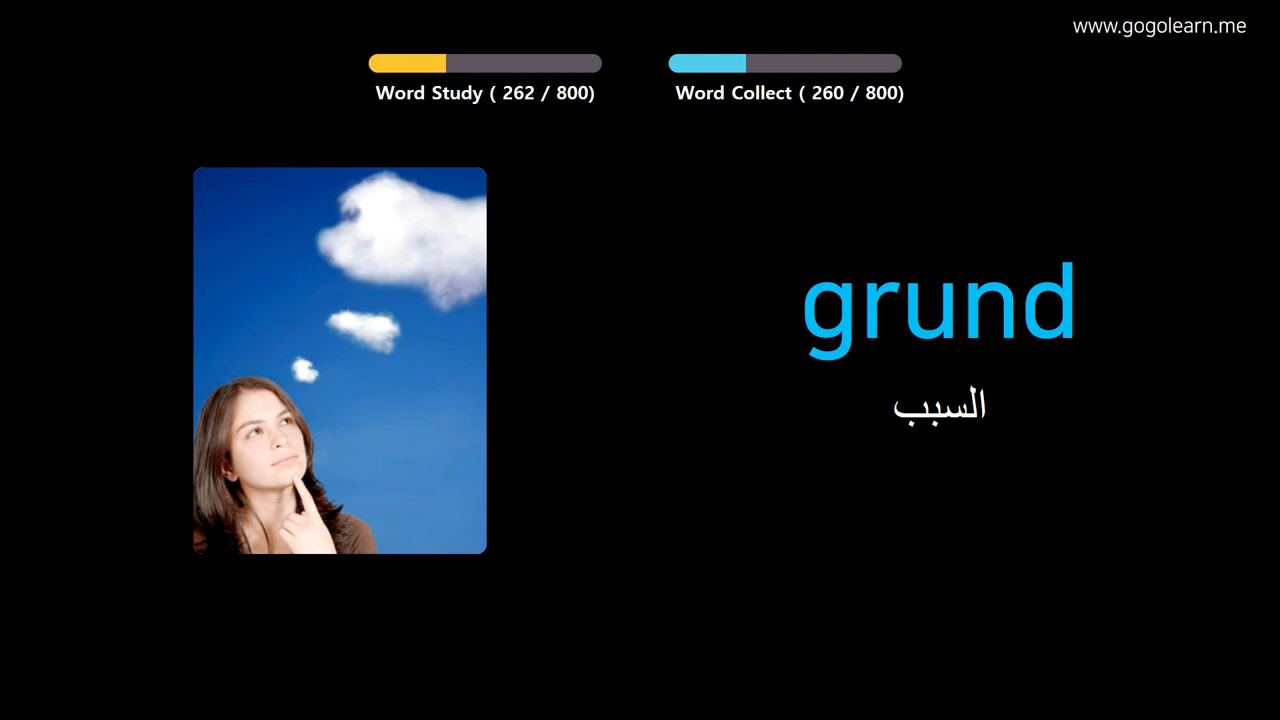 www.gogolearn.me
Word Study ( 262 / 800)
Word Collect ( 260 / 800)
grund
السبب